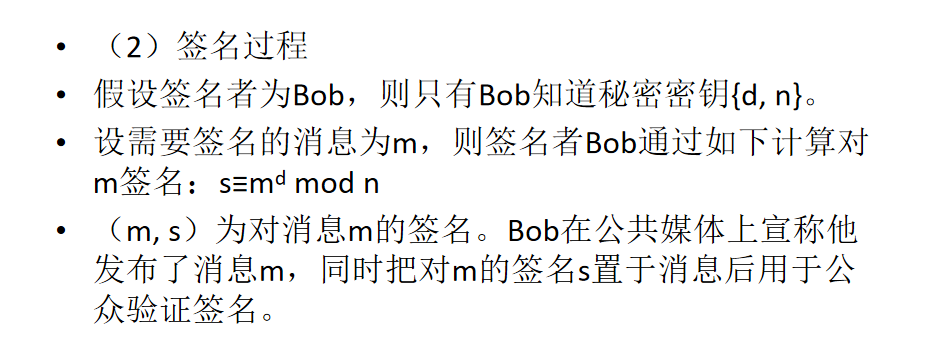 • （2）签名过程
• 假设签名者为Bob，则只有Bob知道秘密密钥{d, n}。
• 设需要签名的消息为m，则签名者Bob通过如下计算对
m签名：s≡mᵈ mod n
• （m, s）为对消息m的签名。Bob在公共媒体上宣称他
发布了消息m，同时把对m的签名s置于消息后用于公
众验证签名。